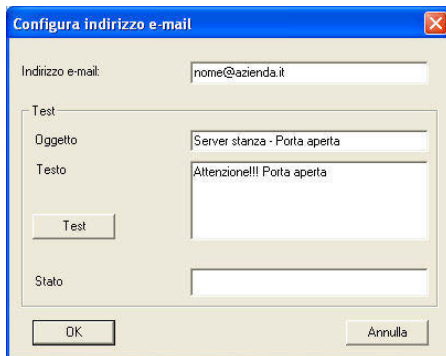 Configura indirizzo e-mail
Indirizzo e-mail: nome@azienda.it
Test
Oggetto Server stanza - Porta aperta
Testo Attenzione!!! Porta aperta
Test
Stato
OK Annulla